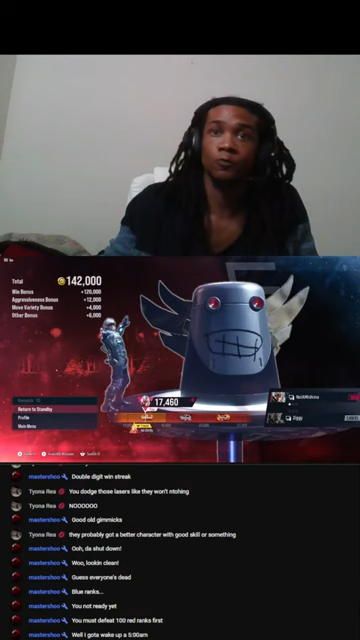 Total 142,000
Win Bonus +120,000
Aggressiveness Bonus +12,000
Move Variety Bonus +4,000
Other Bonus +6,000
17,460
Return to Standby
Profile
Main Menu
Ziggy
mastershoo Double digit win streak
Tyona Rea You dodge those lasers like they won't ntohing
Tyona Rea NOOOOOO
mastershoo Good old gimmicks
Tyona Rea they probably got a better character with good skill or something
mastershoo Ooh, da shut down!
mastershoo Woo, lookin clean!
mastershoo Guess everyone's dead
mastershoo Blue ranks...
mastershoo You not ready yet
mastershoo You must defeat 100 red ranks first
mastershoo Well I gota wake up a 5:00am